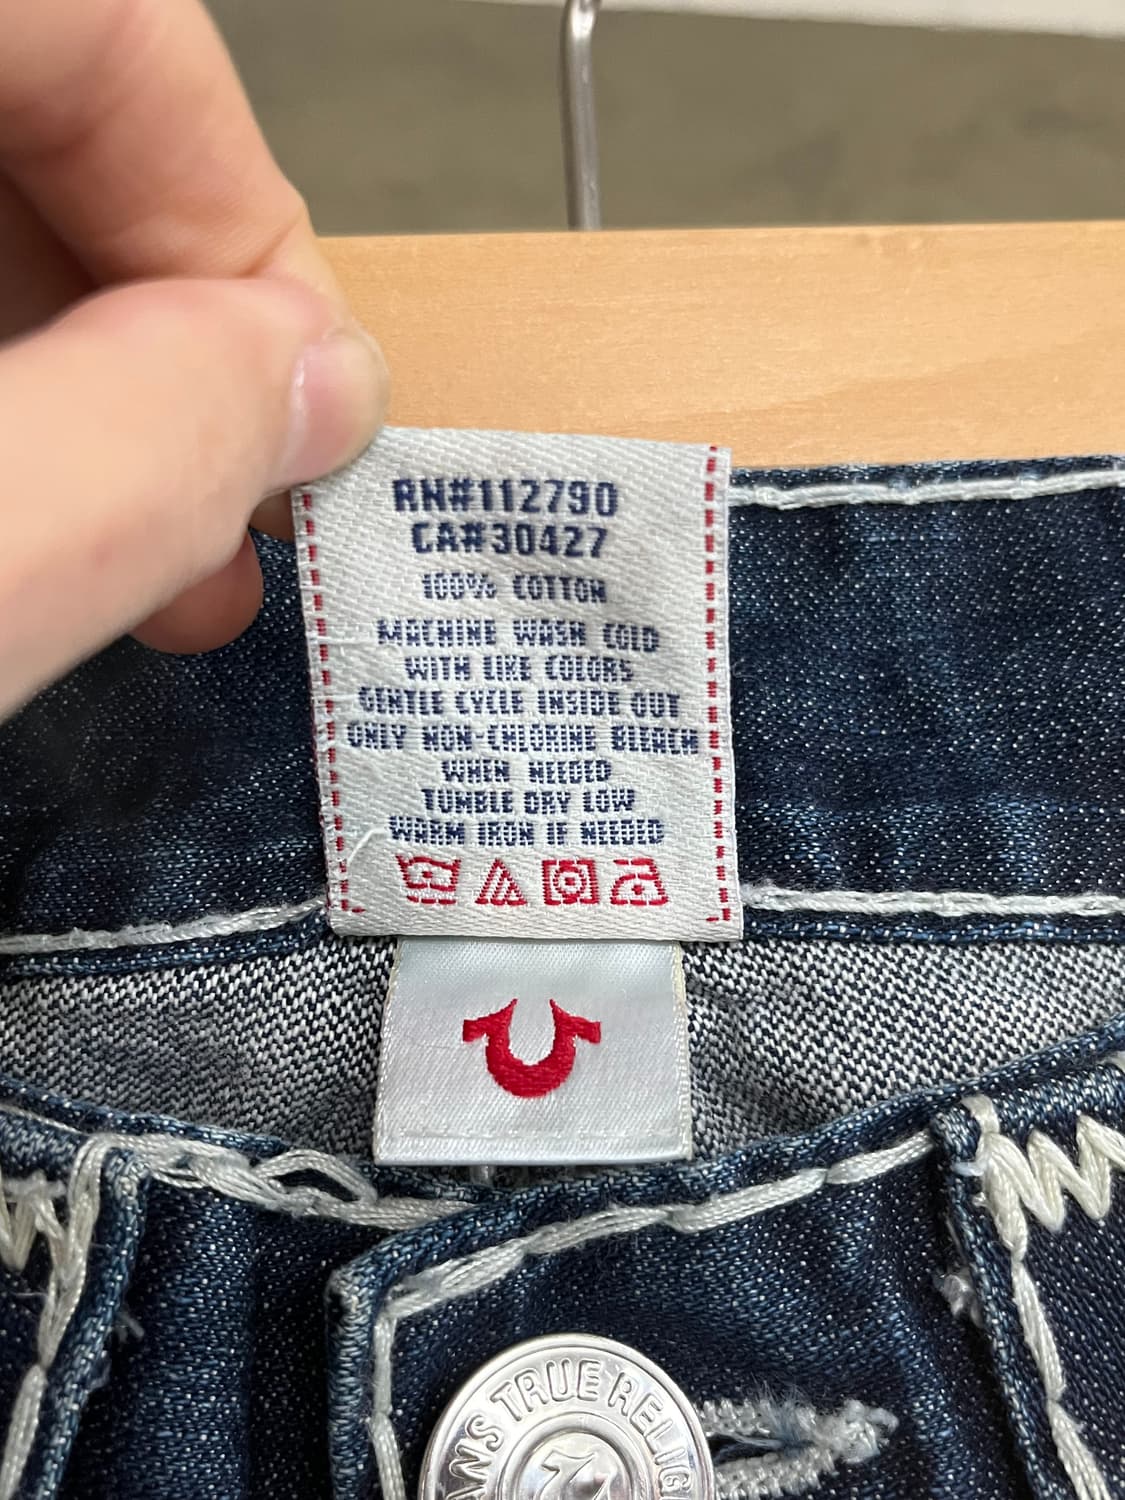 RN#112790
CA#30427
100% COTTON
MACHINE WASH COLD
WITH LIKE COLORS
GENTLE CYCLE INSIDE OUT
ONLY NON-CHLORINE BLEACH
WHEN NEEDED
TUMBLE DRY LOW
WARM IRON IF NEEDED
TRUE RELIG
ANS